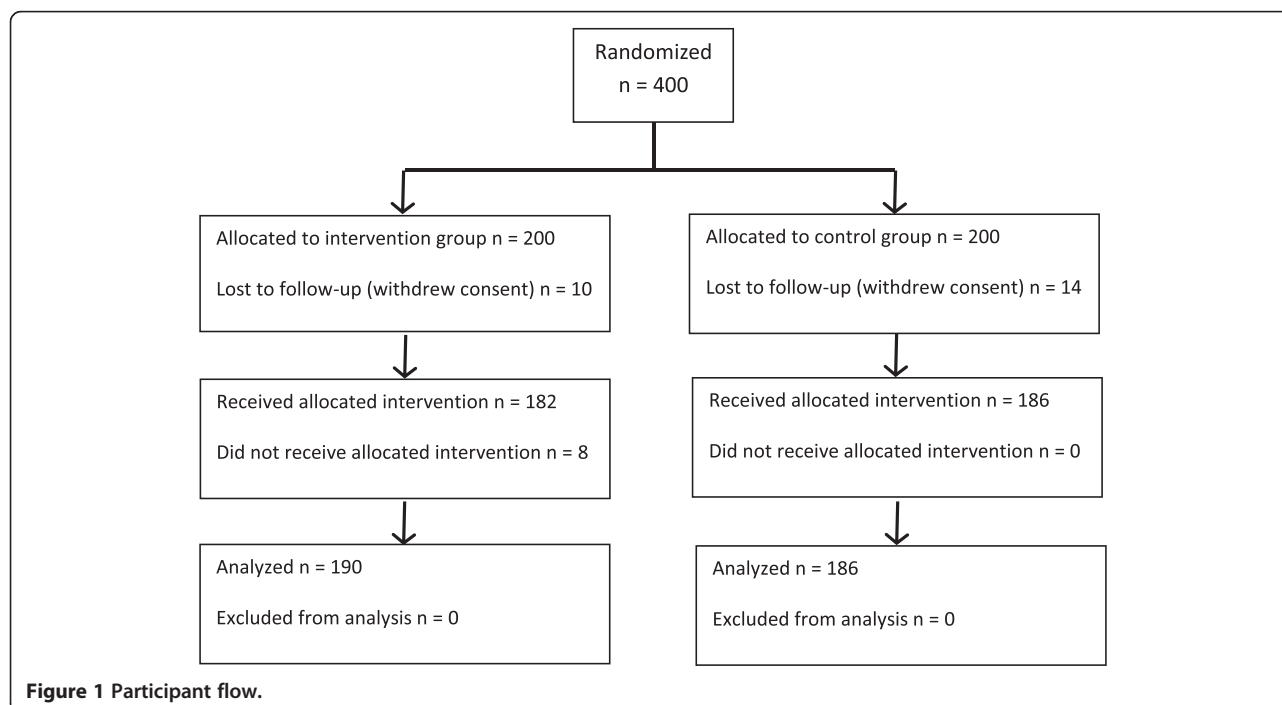 Randomized
n = 400
Allocated to intervention group n = 200
Lost to follow-up (withdrew consent) n = 10
Allocated to control group n = 200
Lost to follow-up (withdrew consent) n = 14
Received allocated intervention n = 182
Did not receive allocated intervention n = 8
Received allocated intervention n = 186
Did not receive allocated intervention n = 0
Analyzed n = 190
Excluded from analysis n = 0
Analyzed n = 186
Excluded from analysis n = 0
Figure 1 Participant flow.